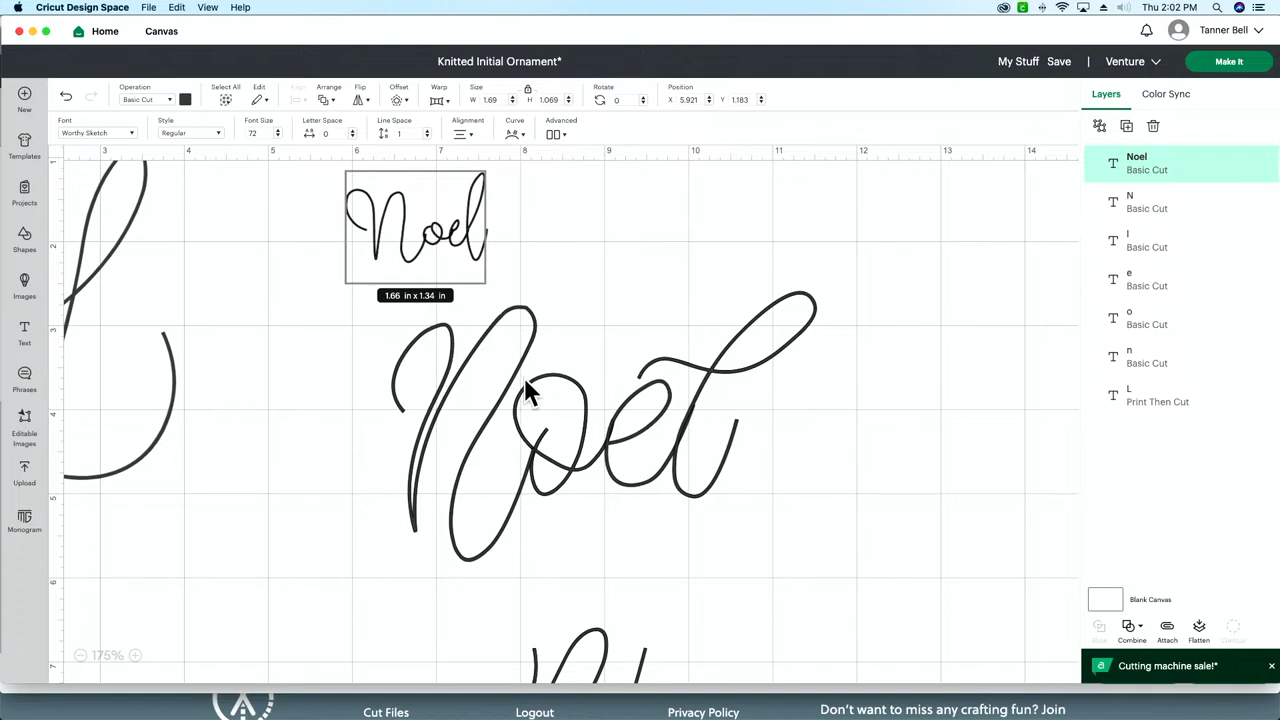 Cricut Design Space File Edit View Help Thu 2:02 PM
Home Canvas Tanner Bell
Knitted Initial Ornament* My Stuff Save | Venture Make It
Operation Select All Edit Arrange Flip Offset Warp Size Rotate Position
Basic Cut W 1.69 H 1.069 0 X 5.921 Y 1.183
Font Style Font Size Letter Space Line Space Alignment Curve Advanced
Worthy Sketch Regular 72 0 1
3 4 5 6 7 8 9 10 11 12 13 14
1
2
3
4
5
6
7
New
Templates
Projects
Shapes
Images
Text
Phrases
Editable Images
Upload
Monogram
Noel
1.66 in x 1.34 in
Noel
175%
Layers Color Sync
Noel
Basic Cut
N
Basic Cut
l
Basic Cut
e
Basic Cut
o
Basic Cut
n
Basic Cut
L
Print Then Cut
Blank Canvas
Slice Combine Attach Flatten Contour
Cutting machine sale!*
Cut Files Logout Privacy Policy Don't want to miss any crafting fun? Join